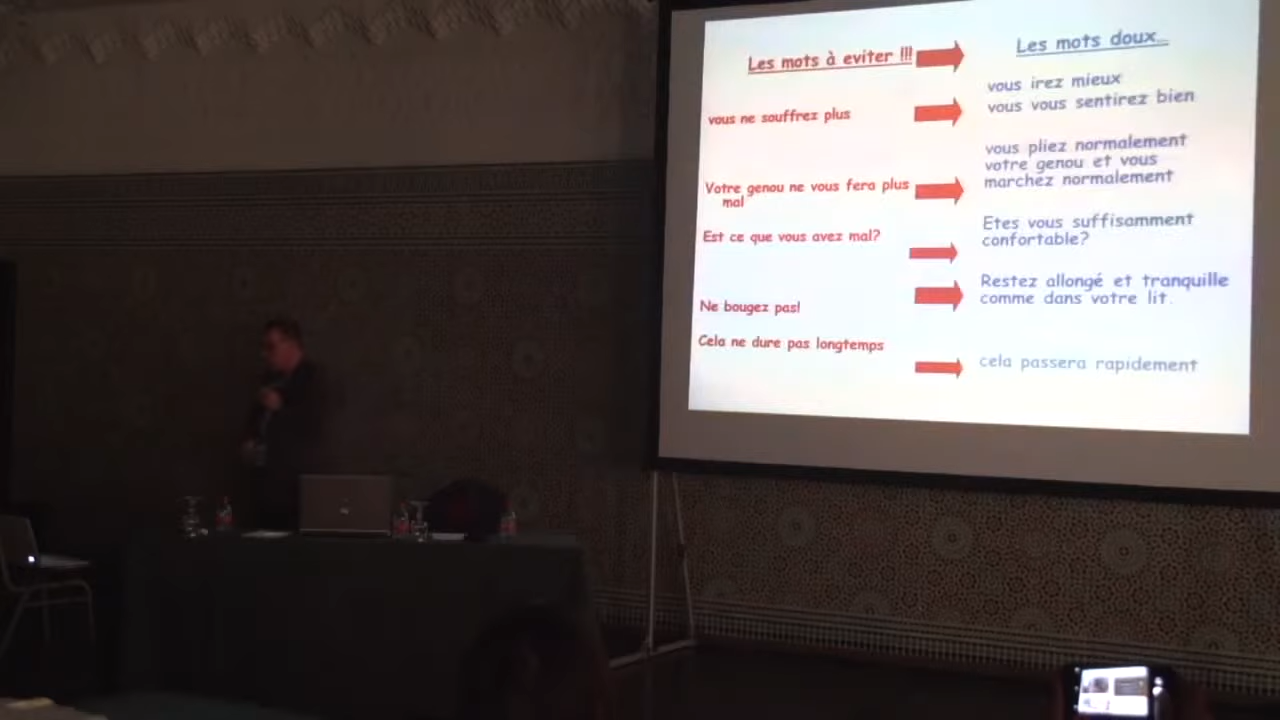 Les mots à eviter !!!
Les mots doux...
vous ne souffrez plus
vous irez mieux
vous vous sentirez bien
Votre genou ne vous fera plus
mal
vous pliez normalement
votre genou et vous
marchez normalement
Est ce que vous avez mal?
Etes vous suffisamment
confortable?
Ne bougez pas!
Restez allongé et tranquille
comme dans votre lit.
Cela ne dure pas longtemps
cela passera rapidement